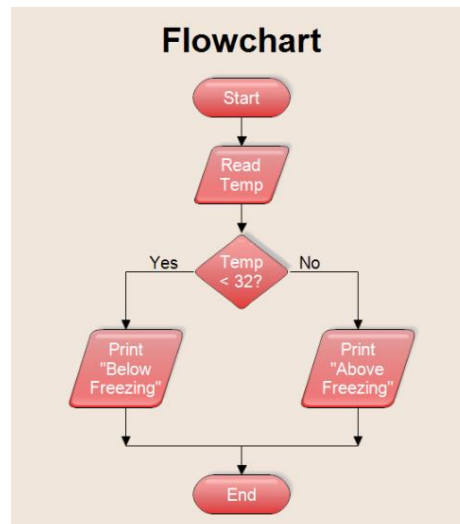 Flowchart
Start
Read
Temp
Yes
Temp
< 32?
No
Print
"Below
Freezing"
Print
"Above
Freezing"
End